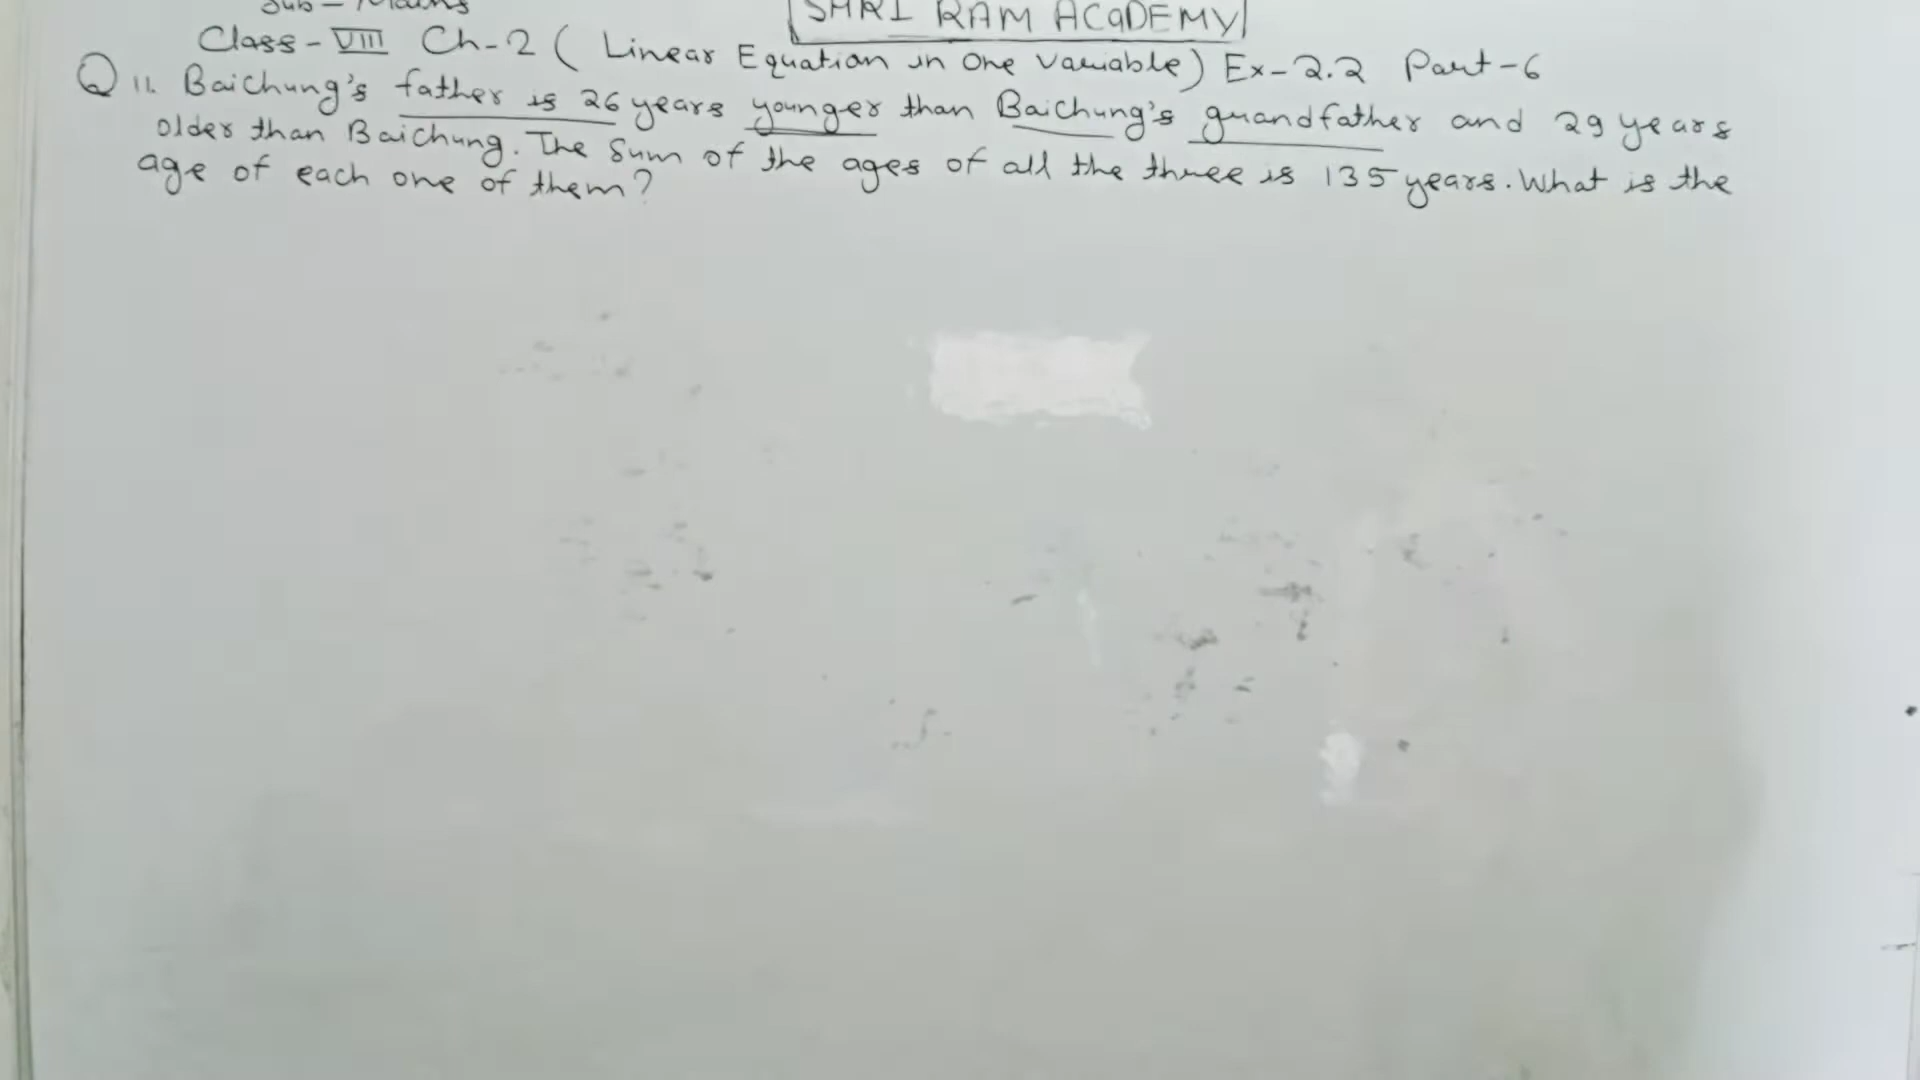 Sub - Maths
SHRI RAM ACADEMY
Class - VIII Ch-2 ( Linear Equation in One Variable) Ex-2.2 Part-6
Q 11. Baichung's father is 26 years younger than Baichung's grandfather and 29 years
older than Baichung. The Sum of the ages of all the three is 135 years. What is the
age of each one of them?